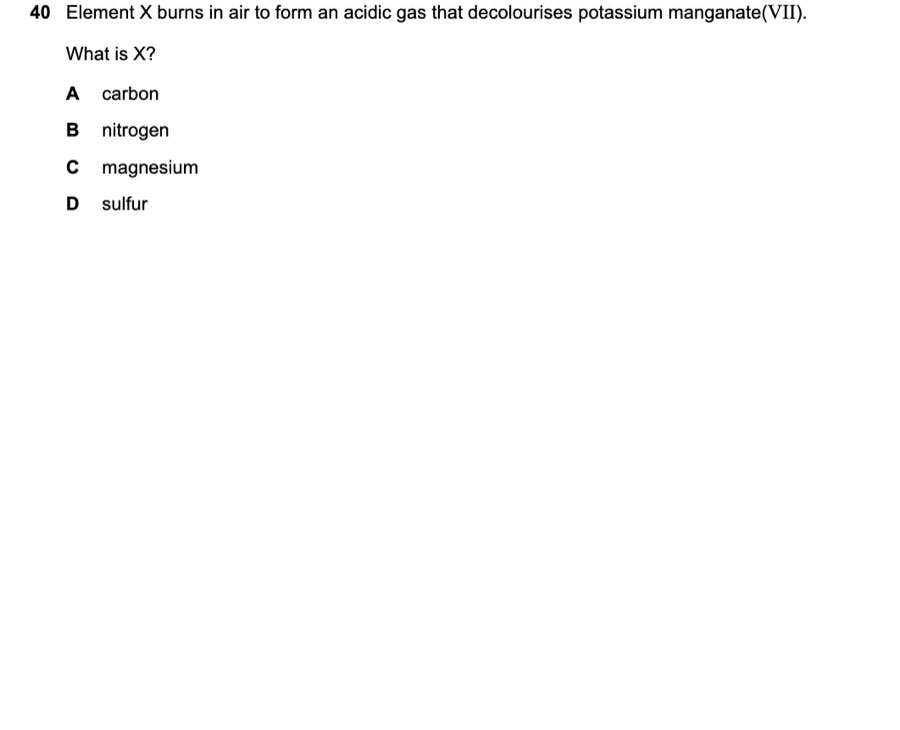 40 Element X burns in air to form an acidic gas that decolourises potassium manganate(VII).
What is X?
A carbon
B nitrogen
C magnesium
D sulfur